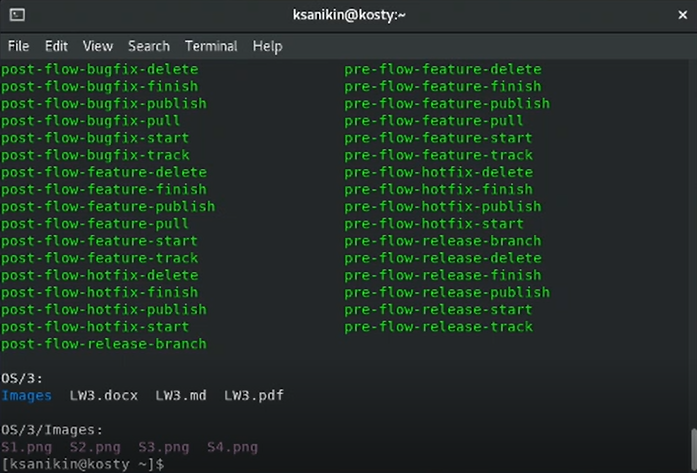 ksanikin@kosty:~
File Edit View Search Terminal Help
post-flow-bugfix-delete pre-flow-feature-delete
post-flow-bugfix-finish pre-flow-feature-finish
post-flow-bugfix-publish pre-flow-feature-publish
post-flow-bugfix-pull pre-flow-feature-pull
post-flow-bugfix-start pre-flow-feature-start
post-flow-bugfix-track pre-flow-feature-track
post-flow-feature-delete pre-flow-hotfix-delete
post-flow-feature-finish pre-flow-hotfix-finish
post-flow-feature-publish pre-flow-hotfix-publish
post-flow-feature-pull pre-flow-hotfix-start
post-flow-feature-start pre-flow-release-branch
post-flow-feature-track pre-flow-release-delete
post-flow-hotfix-delete pre-flow-release-finish
post-flow-hotfix-finish pre-flow-release-publish
post-flow-hotfix-publish pre-flow-release-start
post-flow-hotfix-start pre-flow-release-track
post-flow-release-branch
OS/3:
Images LW3.docx LW3.md LW3.pdf
OS/3/Images:
S1.png S2.png S3.png S4.png
[ksanikin@kosty ~]$